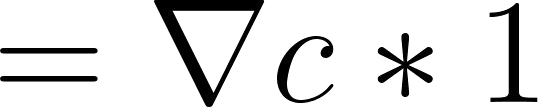 = ∇c * 1